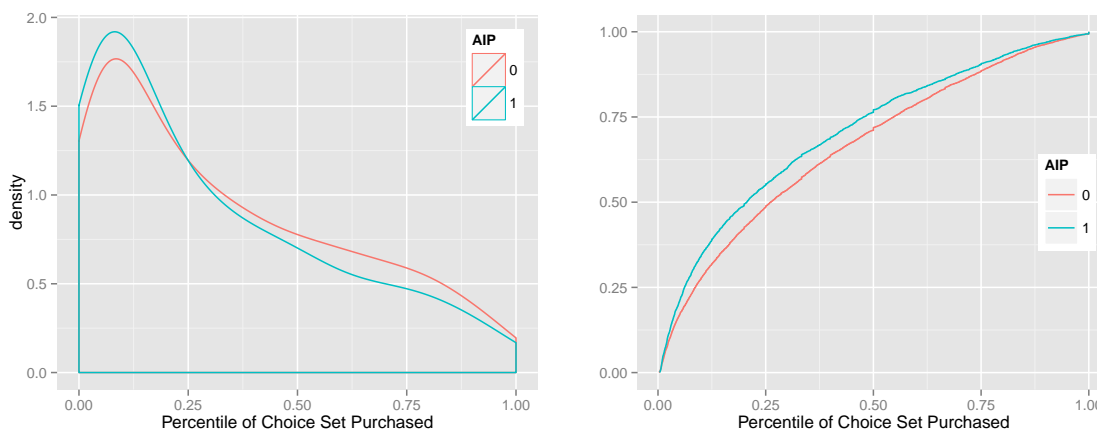 2.0
1.5
1.0
0.5
0.0
density
0.00 0.25 0.50 0.75 1.00
Percentile of Choice Set Purchased
AIP
0
1
1.00
0.75
0.50
0.25
0.00
0.00 0.25 0.50 0.75 1.00
Percentile of Choice Set Purchased
AIP
0
1